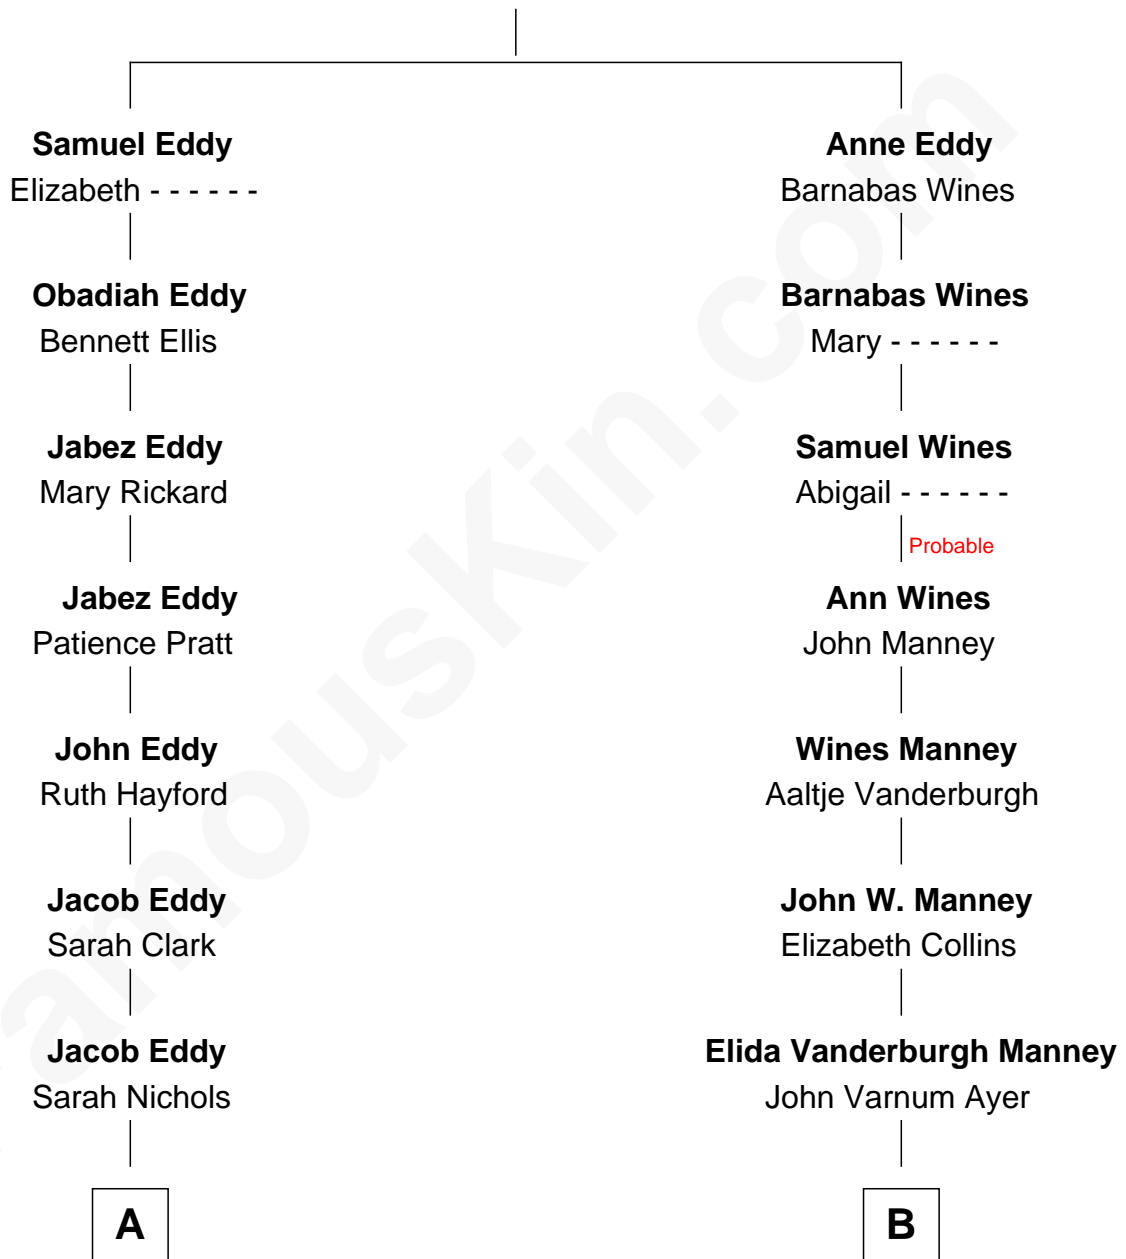 Samuel Eddy
Elizabeth - - - - - -
Anne Eddy
Barnabas Wines
Obadiah Eddy
Bennett Ellis
Barnabas Wines
Mary - - - - - -
Jabez Eddy
Mary Rickard
Samuel Wines
Abigail - - - - - -
Probable
Jabez Eddy
Patience Pratt
Ann Wines
John Manney
John Eddy
Ruth Hayford
Wines Manney
Aaltje Vanderburgh
Jacob Eddy
Sarah Clark
John W. Manney
Elizabeth Collins
Jacob Eddy
Sarah Nichols
Elida Vanderburgh Manney
John Varnum Ayer
A
B
amouskin.com